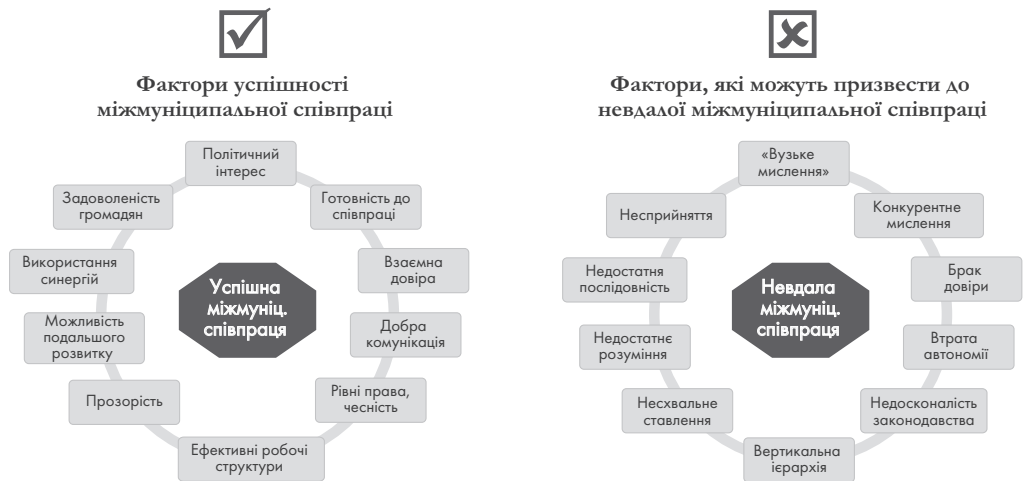 Фактори успішності
міжмуніципальної співпраці
Політичний
інтерес
Готовність до
співпраці
Взаємна
довіра
Добра
комунікація
Рівні права,
чесність
Ефективні робочі
структури
Прозорість
Можливість
подальшого
розвитку
Використання
синергій
Задоволеність
громадян
Успішна
міжмуніц.
співпраця
Фактори, які можуть призвести до
невдалої міжмуніципальної співпраці
«Вузьке
мислення»
Конкурентне
мислення
Брак
довіри
Втрата
автономії
Недосконалість
законодавства
Вертикальна
ієрархія
Несхвальне
ставлення
Недостатнє
розуміння
Недостатня
послідовність
Несприйняття
Невдала
міжмуніц.
співпраця